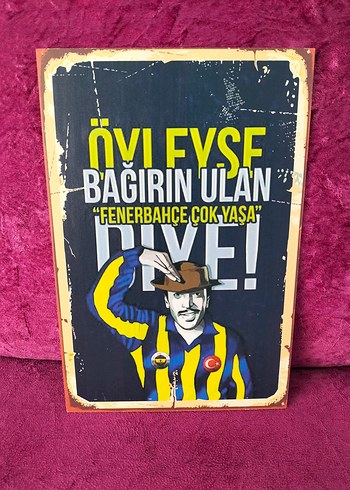 ÖYLEYSE
BAĞIRIN ULAN
“FENERBAHÇE ÇOK YAŞA”
DİYE!